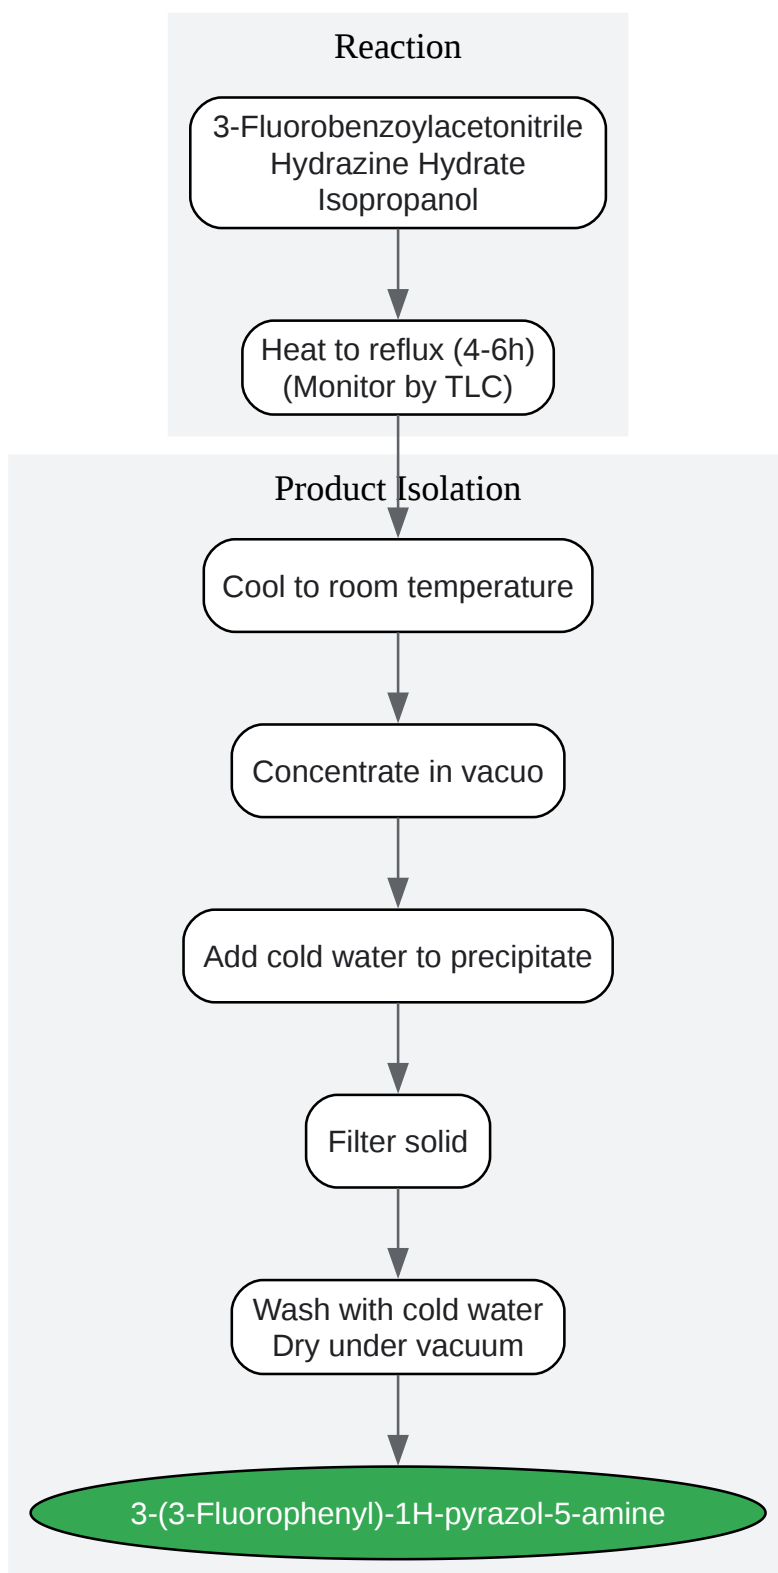 Reaction
3-Fluorobenzoylacetonitrile
Hydrazine Hydrate
Isopropanol
Heat to reflux (4-6h)
(Monitor by TLC)
Product Isolation
Cool to room temperature
Concentrate in vacuo
Add cold water to precipitate
Filter solid
Wash with cold water
Dry under vacuum
3-(3-Fluorophenyl)-1H-pyrazol-5-amine